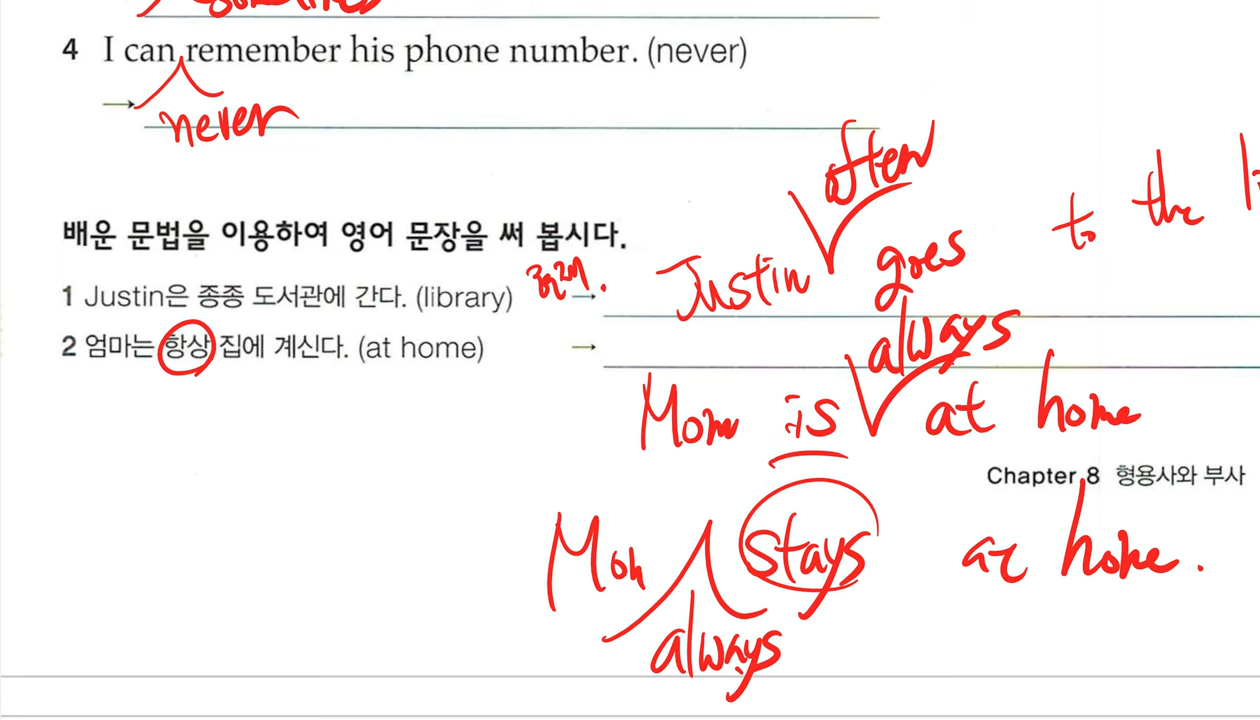 4 I can remember his phone number. (never)
→ never
배운 문법을 이용하여 영어 문장을 써 봅시다.
often
1 Justin은 종종 도서관에 간다. (library) → Justin goes to the
always
2 엄마는 항상 집에 계신다. (at home) →
Mom is at home
Chapter 8 형용사와 부사
Mom stays at home.
always